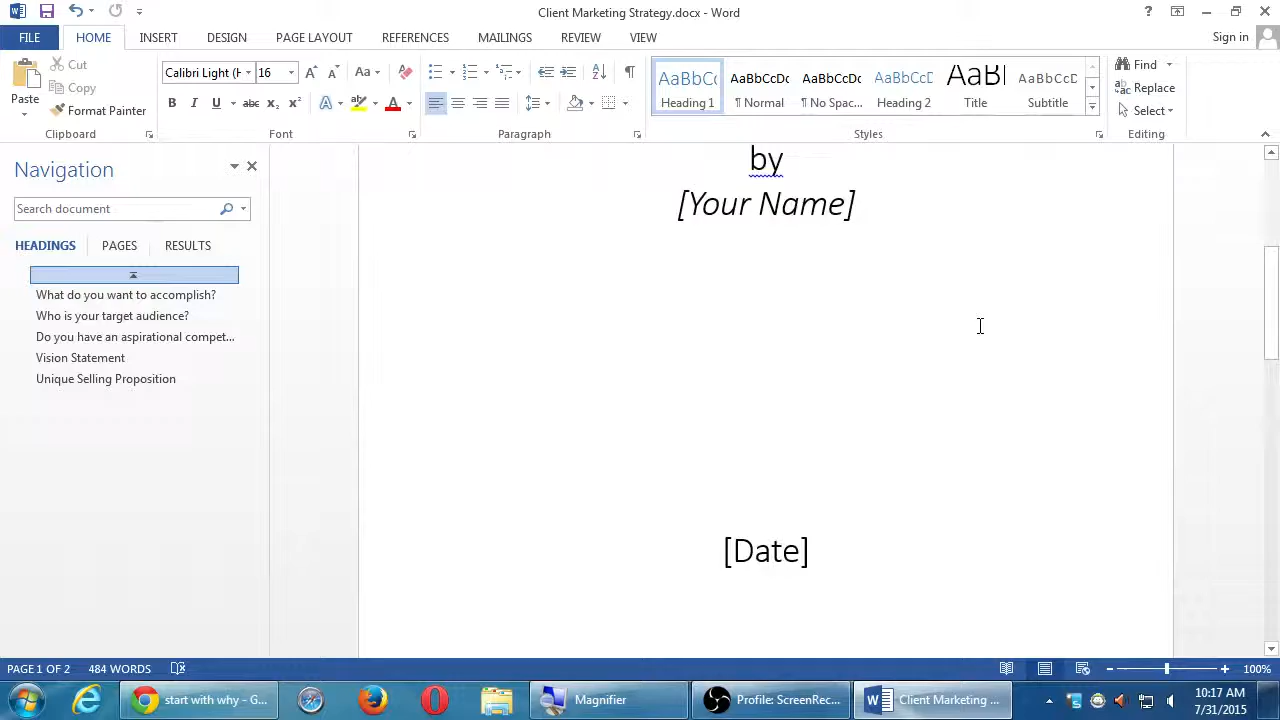 Client Marketing Strategy.docx - Word
FILE HOME INSERT DESIGN PAGE LAYOUT REFERENCES MAILINGS REVIEW VIEW Sign in
Paste
Cut
Copy
Format Painter
Clipboard
Calibri Light (H 16
Font
Paragraph
AaBbCc AaBbCcDc AaBbCcDc AaBbCcD AaBl AaBbCcD
Heading 1 ¶ Normal ¶ No Spac... Heading 2 Title Subtitle
Styles
Find
Replace
Select
Editing
Navigation
Search document
HEADINGS PAGES RESULTS
What do you want to accomplish?
Who is your target audience?
Do you have an aspirational compet...
Vision Statement
Unique Selling Proposition
by
[Your Name]
[Date]
PAGE 1 OF 2 484 WORDS 100%
start with why - G... Magnifier Profile: ScreenRec... Client Marketing ... 10:17 AM
7/31/2015